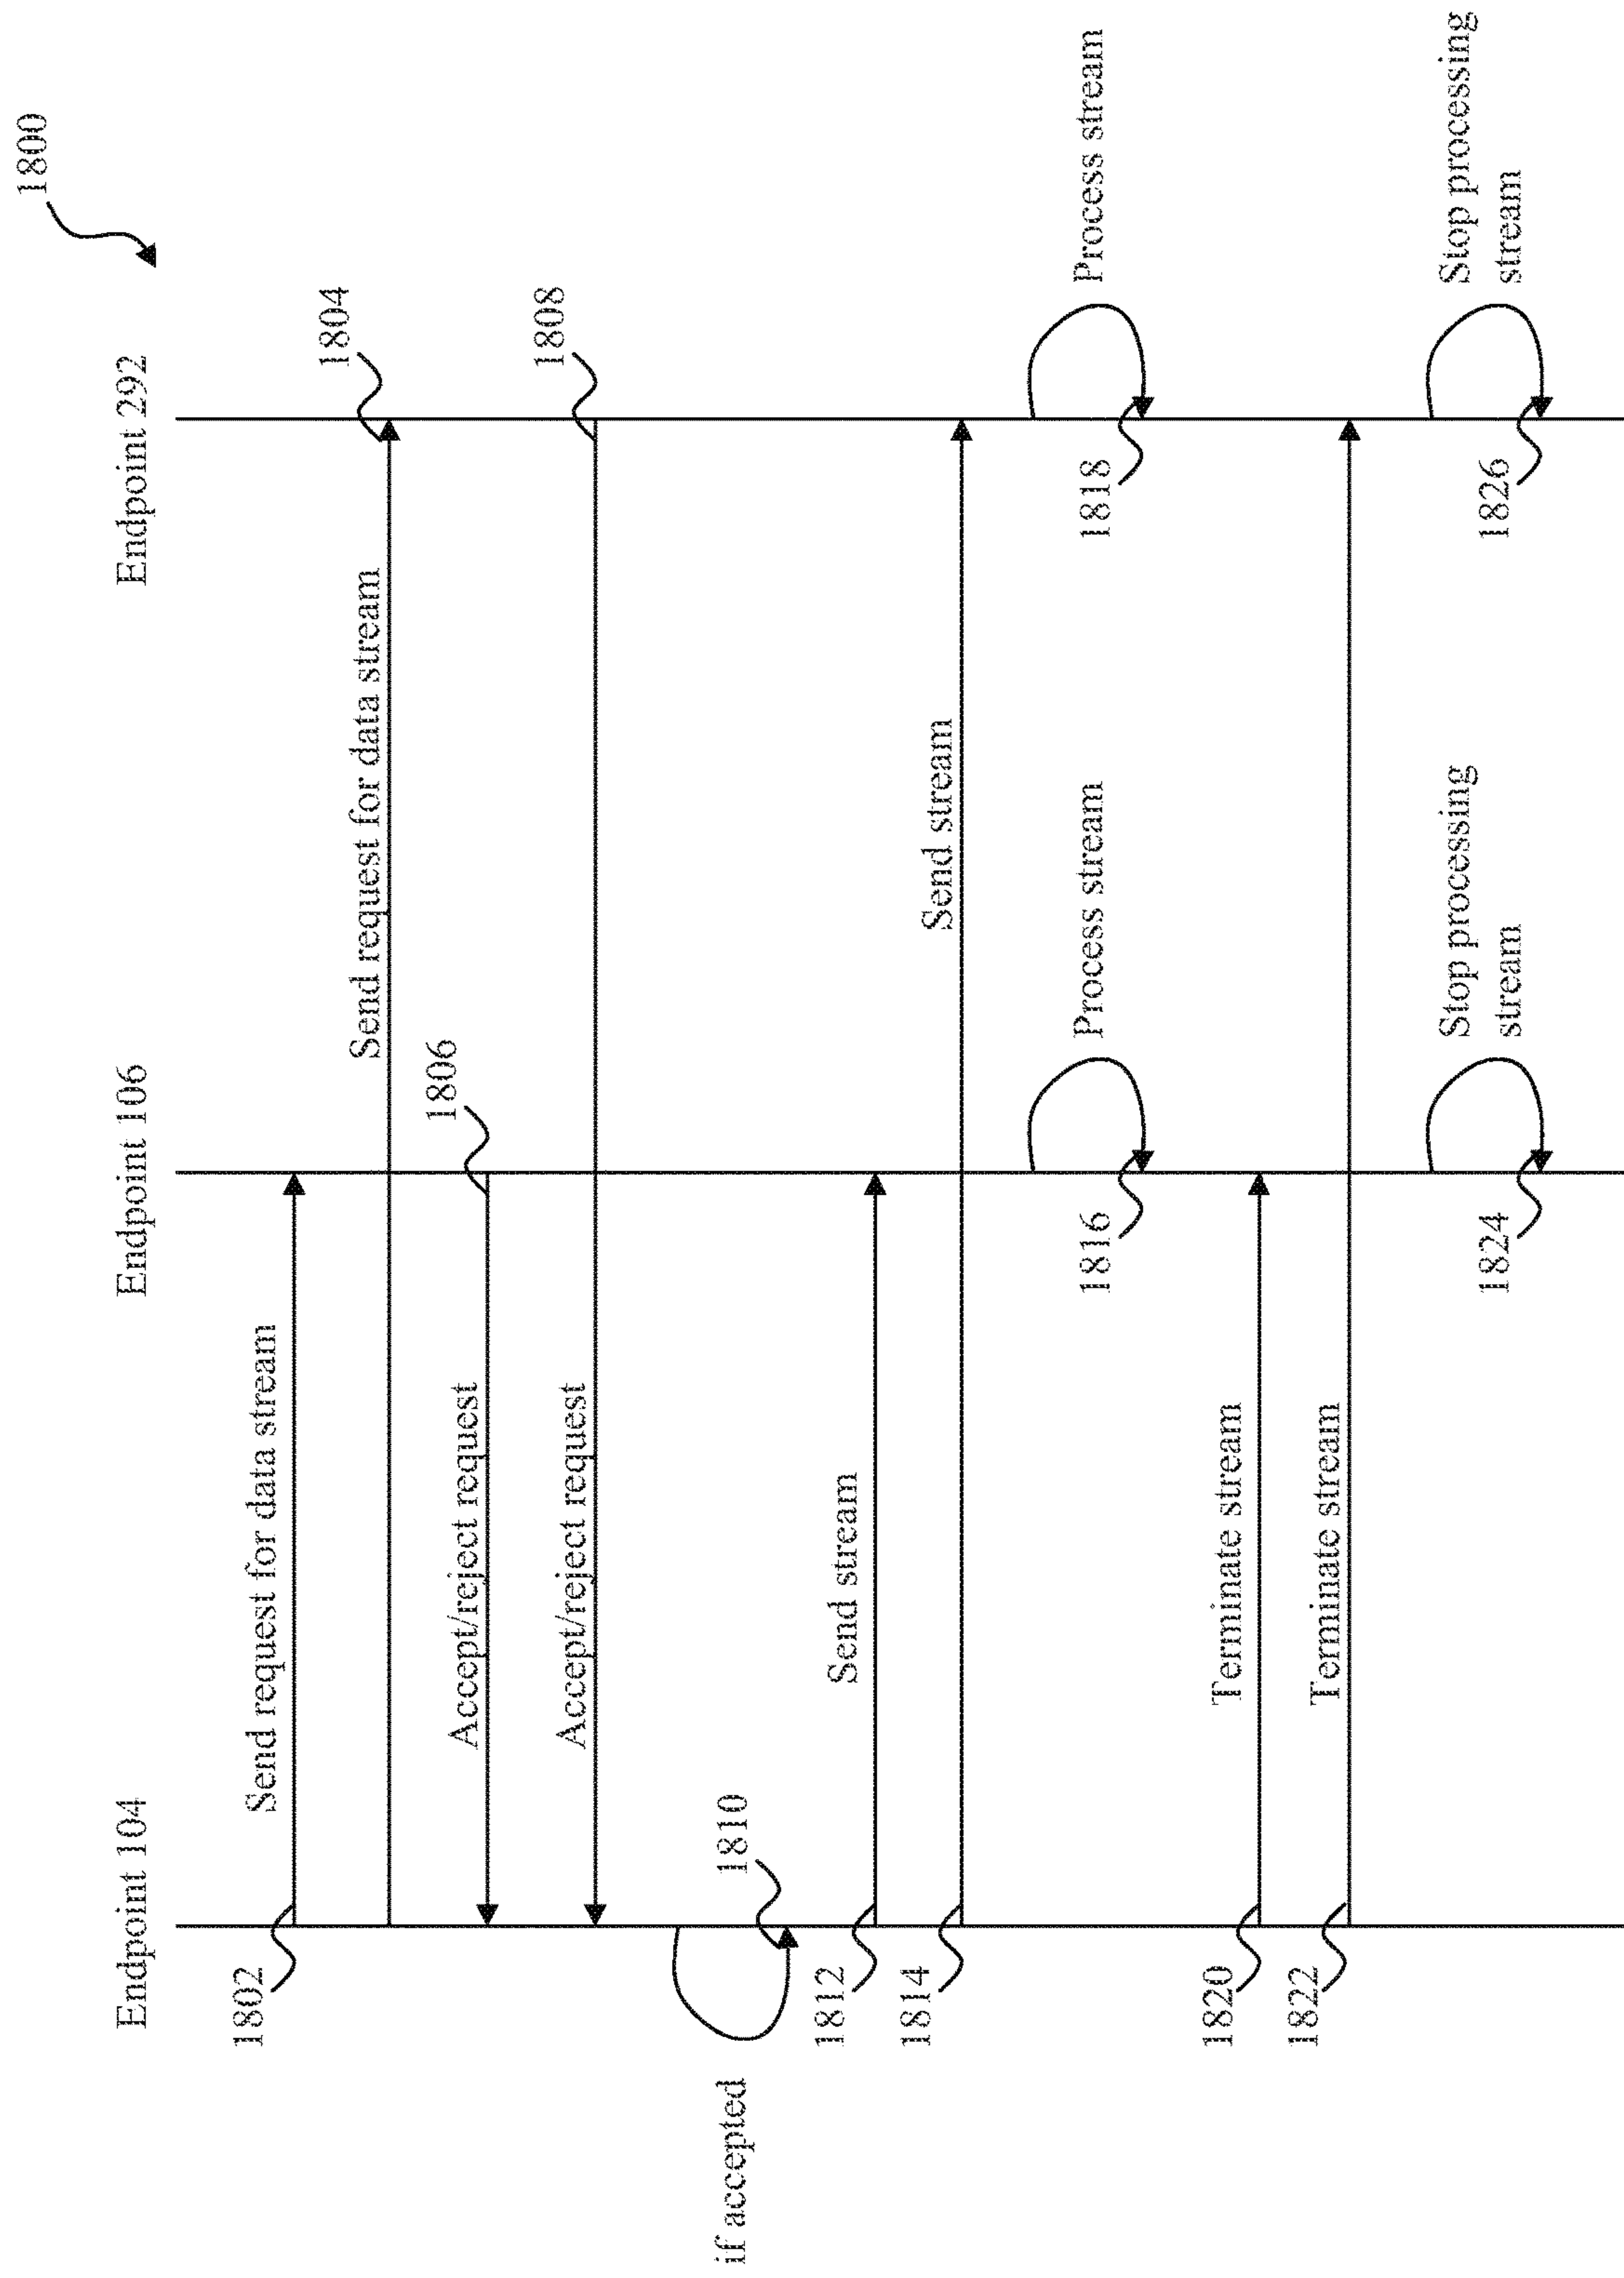 1800
Endpoint 104
Endpoint 106
Endpoint 292
1802
Send request for data stream
Send request for data stream
1804
Accept/reject request
1806
Accept/reject request
1808
if accepted
1810
1812
Send stream
1814
Send stream
1816
Process stream
1818
Process stream
1820
Terminate stream
1822
Terminate stream
1824
Stop processing
stream
1826
Stop processing
stream